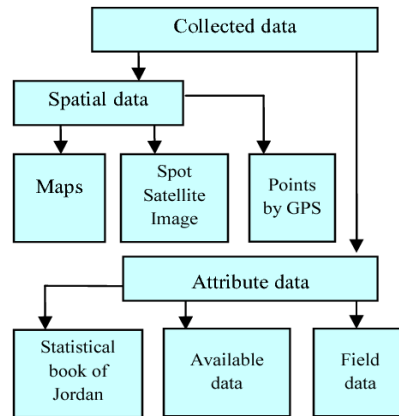 Collected data
Spatial data
Maps
Spot
Satellite
Image
Points
by GPS
Attribute data
Statistical
book of
Jordan
Available
data
Field
data